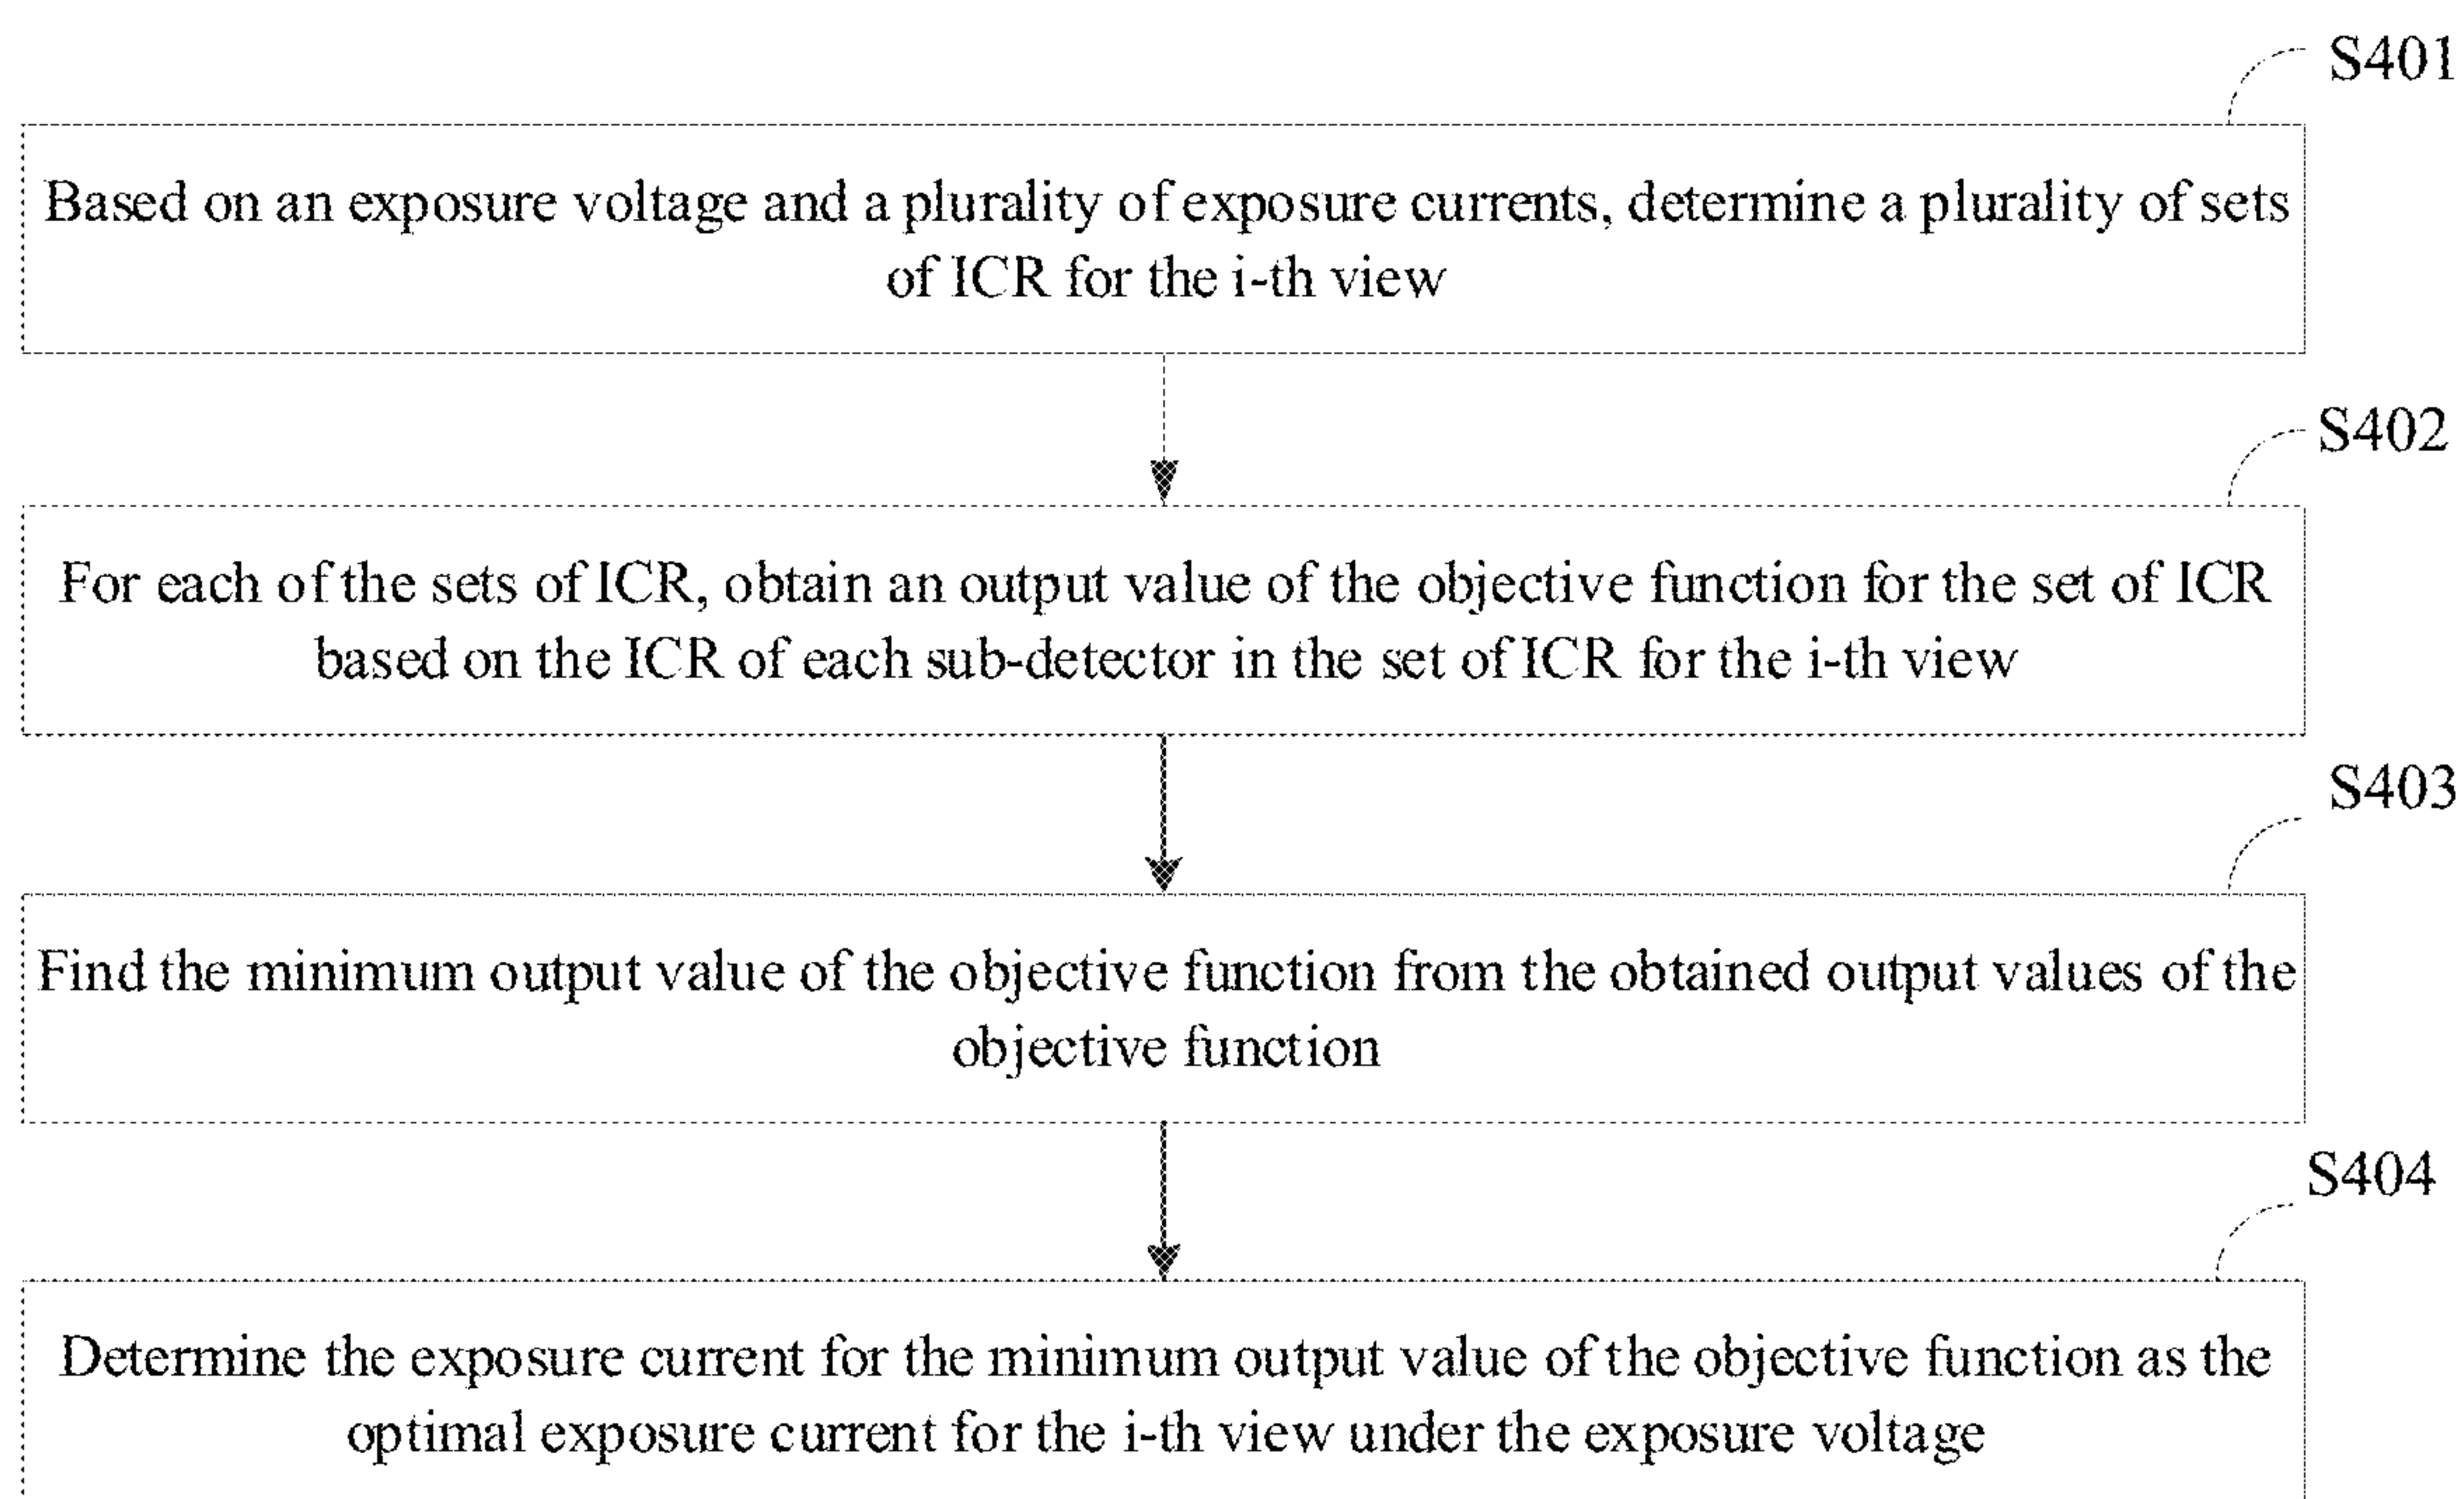 S401
Based on an exposure voltage and a plurality of exposure currents, determine a plurality of sets
of ICR for the i-th view
S402
For each of the sets of ICR, obtain an output value of the objective function for the set of ICR
based on the ICR of each sub-detector in the set of ICR for the i-th view
S403
Find the minimum output value of the objective function from the obtained output values of the
objective function
S404
Determine the exposure current for the minimum output value of the objective function as the
optimal exposure current for the i-th view under the exposure voltage